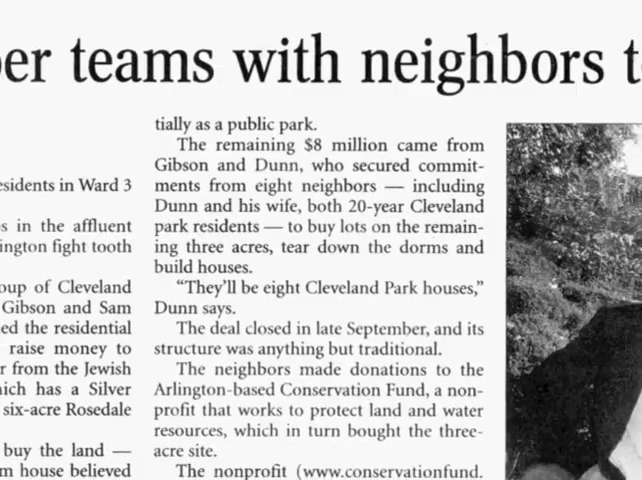 er teams with neighbors t
esidents in Ward 3
s in the affluent
ington fight tooth
oup of Cleveland
Gibson and Sam
ed the residential
raise money to
r from the Jewish
ich has a Silver
six-acre Rosedale
buy the land —
m house believed
tially as a public park.
The remaining $8 million came from
Gibson and Dunn, who secured commit-
ments from eight neighbors — including
Dunn and his wife, both 20-year Cleveland
park residents — to buy lots on the remain-
ing three acres, tear down the dorms and
build houses.
“They’ll be eight Cleveland Park houses,”
Dunn says.
The deal closed in late September, and its
structure was anything but traditional.
The neighbors made donations to the
Arlington-based Conservation Fund, a non-
profit that works to protect land and water
resources, which in turn bought the three-
acre site.
The nonprofit (www.conservationfund.